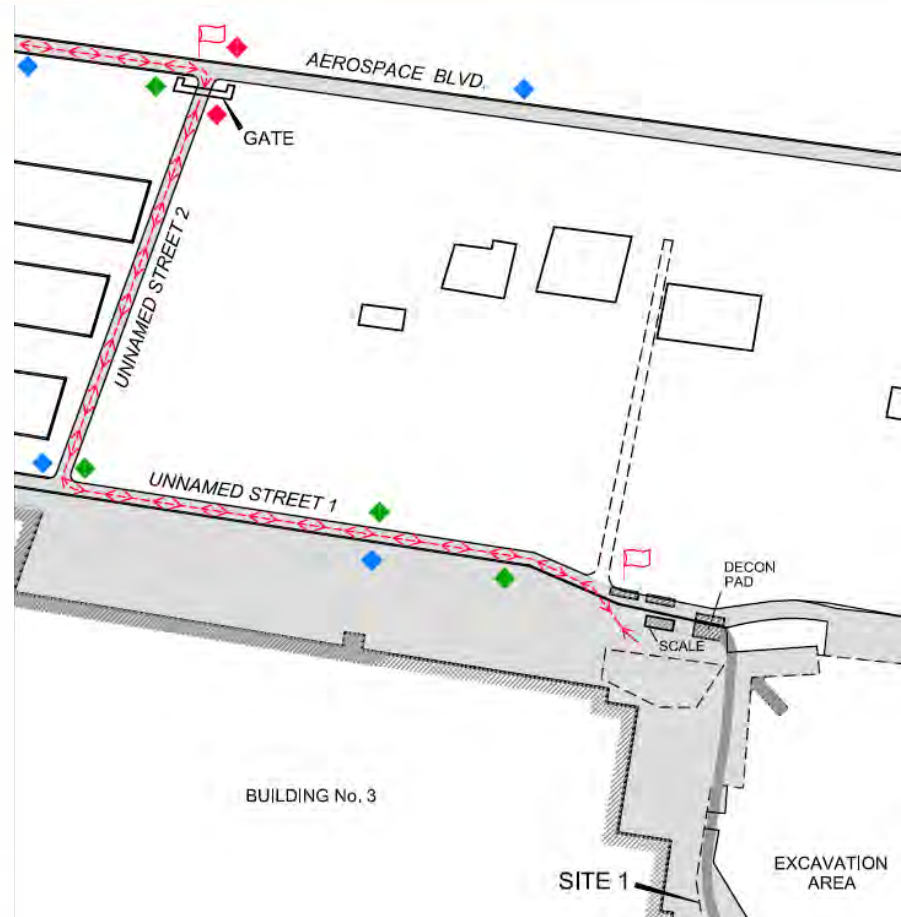 AEROSPACE BLVD.
GATE
UNNAMED STREET 2
UNNAMED STREET 1
DECON
PAD
SCALE
BUILDING No. 3
SITE 1
EXCAVATION
AREA